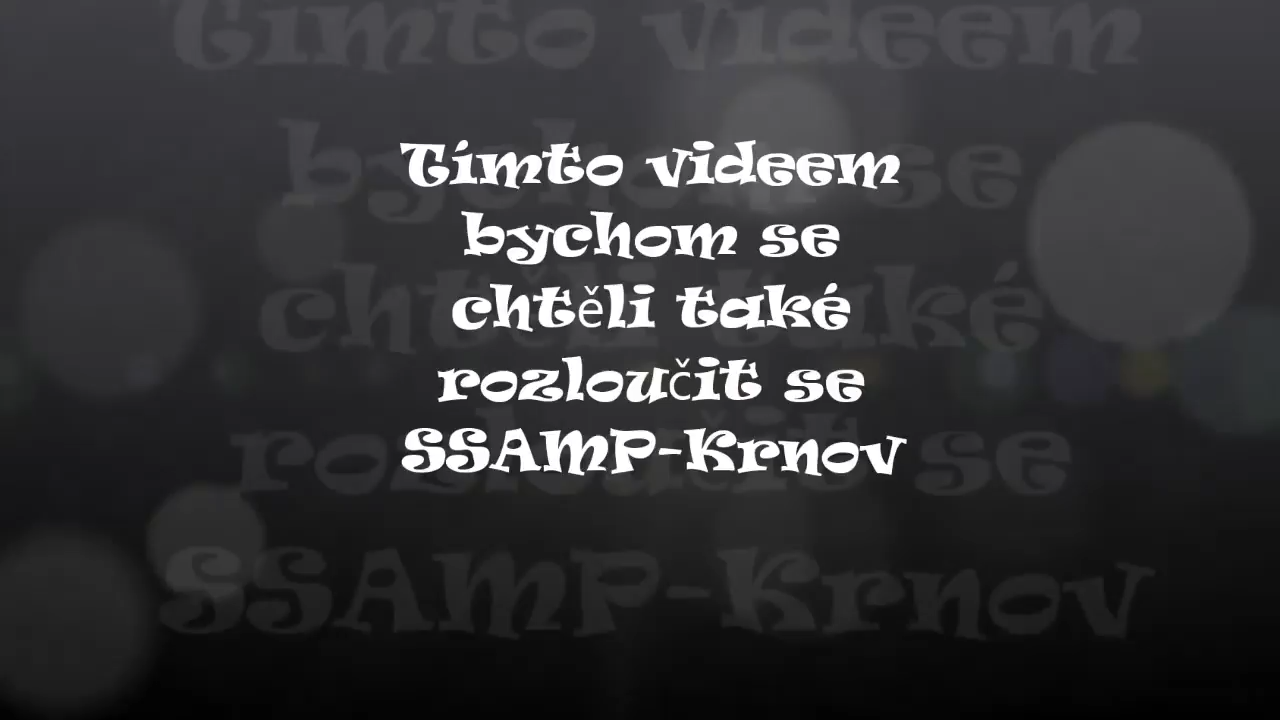 Tímto videem
bychom se
chtěli také
rozloučit se
SSAMP-Krnov